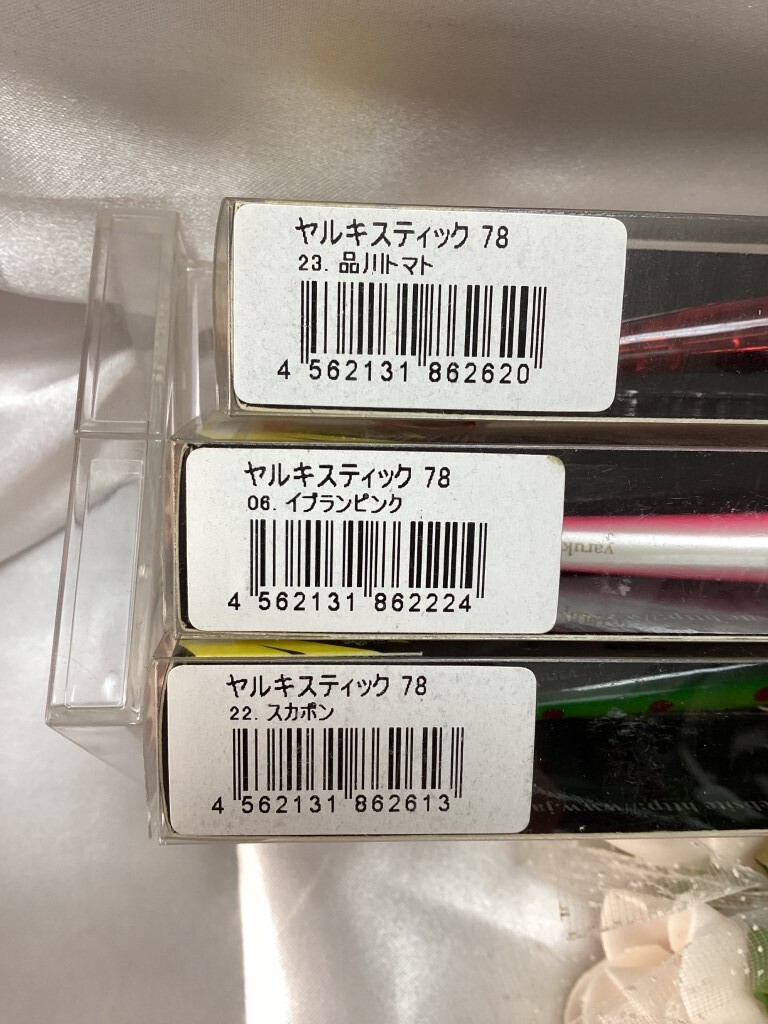 ヤルキスティック 78
23. 品川トマト
4 562131 862620
ヤルキスティック 78
06. イブランピンク
4 562131 862224
yaruk
ヤルキスティック 78
22. スカポン
4 562131 862613